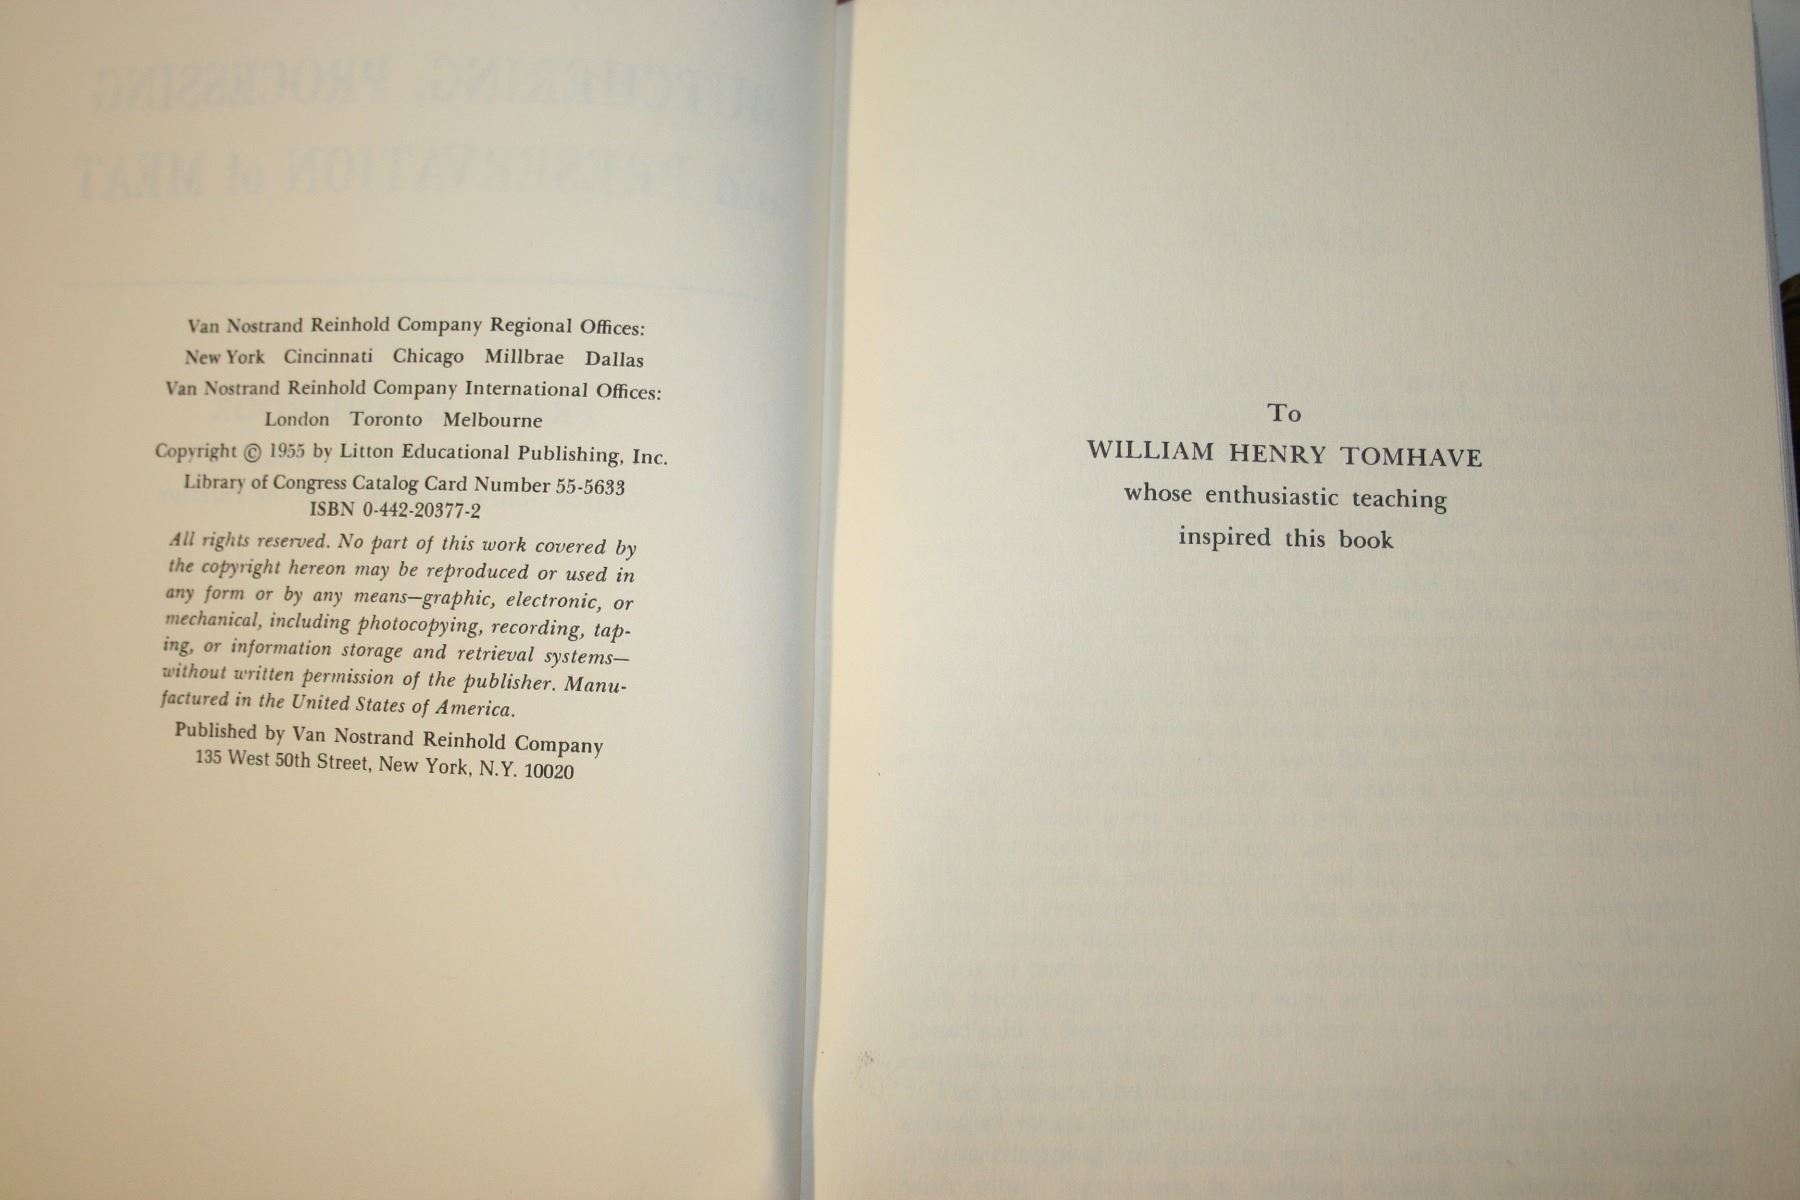 BUTCHERING, PROCESSING
and PRESERVATION of MEAT
Van Nostrand Reinhold Company Regional Offices:
New York Cincinnati Chicago Millbrae Dallas
Van Nostrand Reinhold Company International Offices:
London Toronto Melbourne
Copyright © 1955 by Litton Educational Publishing, Inc.
Library of Congress Catalog Card Number 55-5633
ISBN 0-442-20377-2
All rights reserved. No part of this work covered by
the copyright hereon may be reproduced or used in
any form or by any means—graphic, electronic, or
mechanical, including photocopying, recording, tap-
ing, or information storage and retrieval systems—
without written permission of the publisher. Manu-
factured in the United States of America.
Published by Van Nostrand Reinhold Company
135 West 50th Street, New York, N.Y. 10020
To
WILLIAM HENRY TOMHAVE
whose enthusiastic teaching
inspired this book